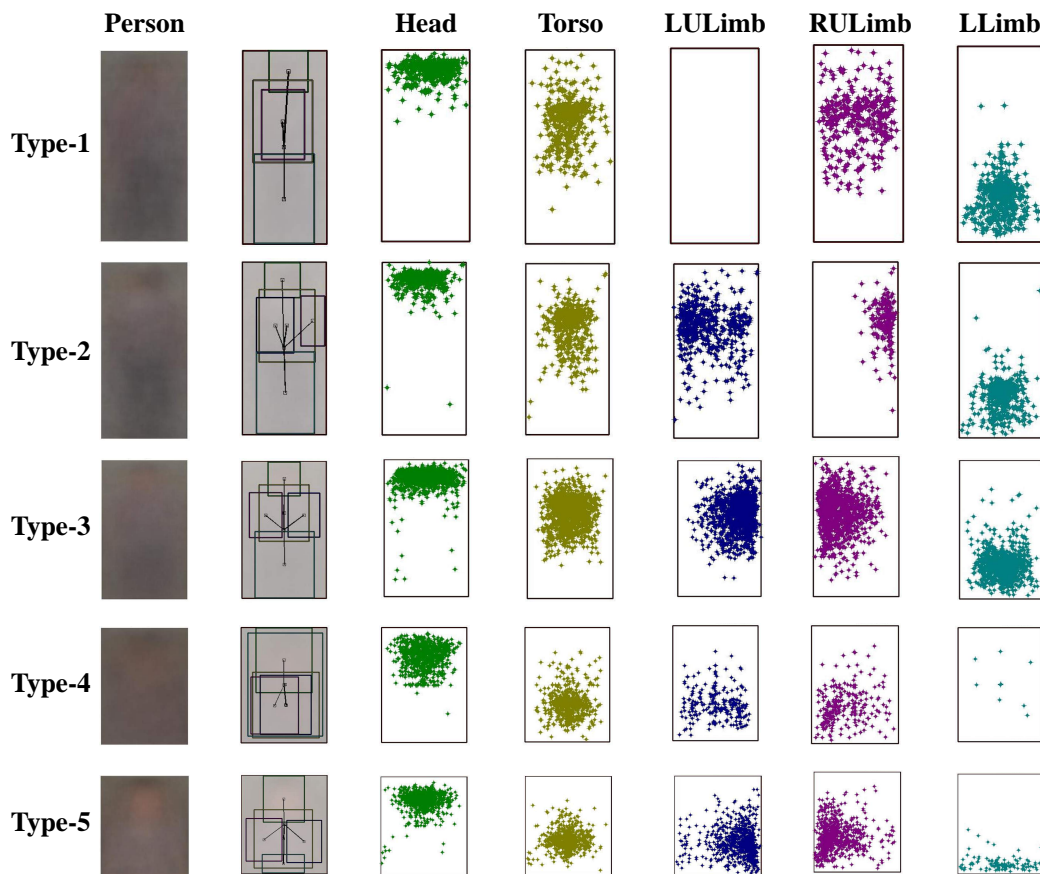 Person Head Torso LULimb RULimb LLimb
Type-1
Type-2
Type-3
Type-4
Type-5